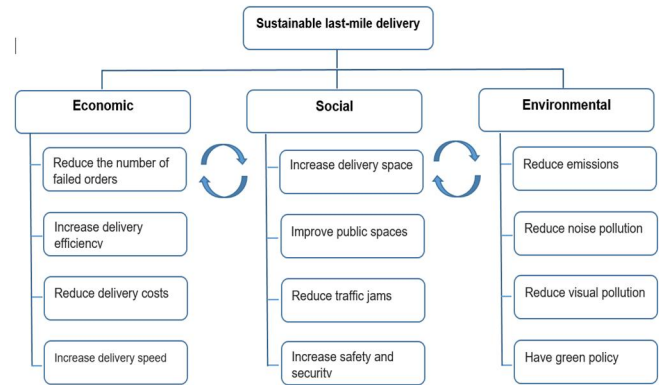 Sustainable last-mile delivery
Economic
Social
Environmental
Reduce the number of
failed orders
Increase delivery
efficiency
Reduce delivery costs
Increase delivery speed
Increase delivery space
Improve public spaces
Reduce traffic jams
Increase safety and
security
Reduce emissions
Reduce noise pollution
Reduce visual pollution
Have green policy